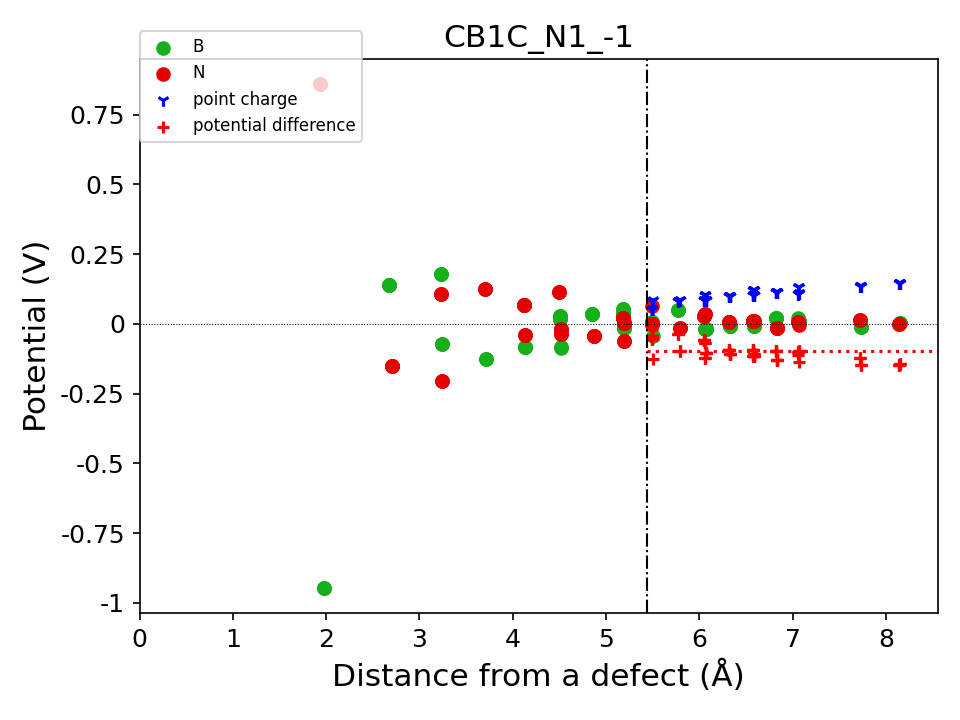 CB1C_N1_-1
B
N
point charge
potential difference
0.75
0.5
0.25
0
-0.25
-0.5
-0.75
-1
Potential (V)
0 1 2 3 4 5 6 7 8
Distance from a defect (Å)